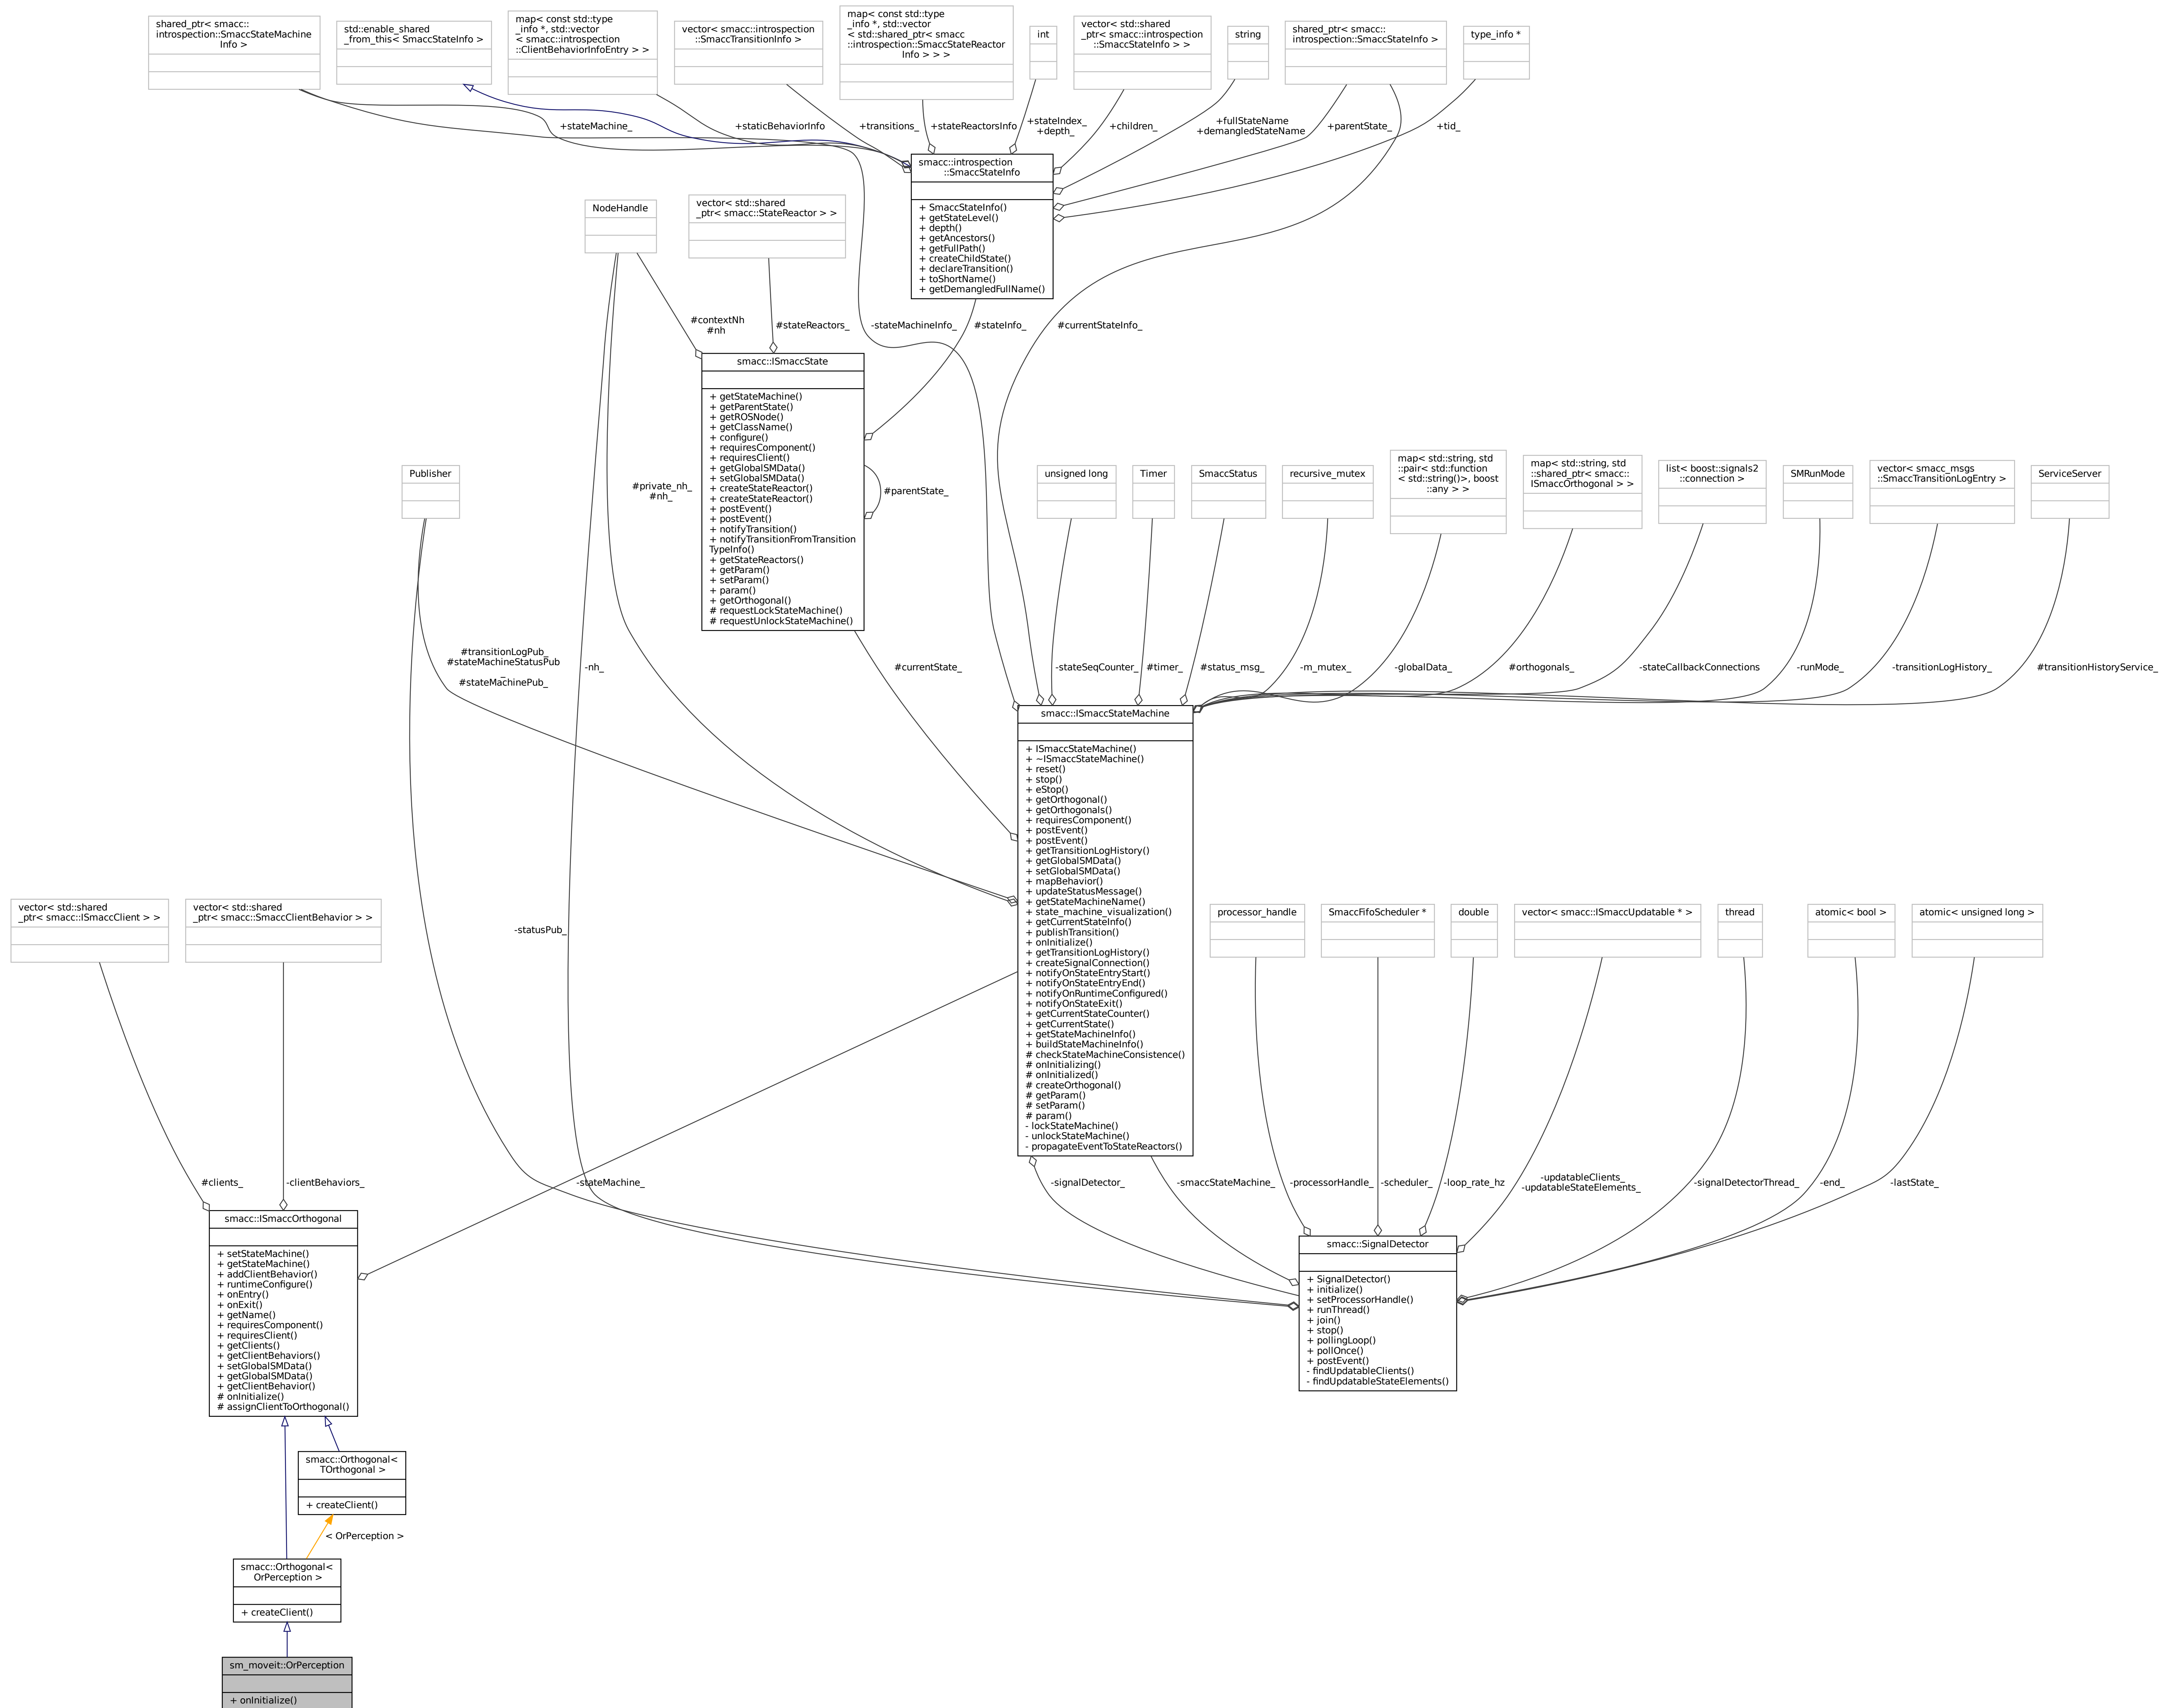 shared_ptr< smacc::
introspection::SmaccStateMachine
Info >
std::enable_shared
_from_this< SmaccStateInfo >
map< const std::type
_info *, std::vector
< smacc::introspection
::ClientBehaviorInfoEntry > >
vector< smacc::introspection
::SmaccTransitionInfo >
map< const std::type
_info *, std::vector
< std::shared_ptr< smacc
::introspection::SmaccStateReactor
Info > > >
int
vector< std::shared
_ptr< smacc::introspection
::SmaccStateInfo > >
string
shared_ptr< smacc::
introspection::SmaccStateInfo >
type_info *
+stateMachine_
+staticBehaviorInfo
+transitions_
+stateReactorsInfo
+stateIndex_
+depth_
+children_
+fullStateName
+demangledStateName
+parentState_
+tid_
smacc::introspection
::SmaccStateInfo
+ SmaccStateInfo()
+ getStateLevel()
+ depth()
+ getAncestors()
+ getFullPath()
+ createChildState()
+ declareTransition()
+ toShortName()
+ getDemangledFullName()
NodeHandle
vector< std::shared
_ptr< smacc::StateReactor > >
#contextNh
#nh
#stateReactors_
-stateMachineInfo_
#stateInfo_
#currentStateInfo_
smacc::ISmaccState
+ getStateMachine()
+ getParentState()
+ getROSNode()
+ getClassName()
+ configure()
+ requiresComponent()
+ requiresClient()
+ getGlobalSMData()
+ setGlobalSMData()
+ createStateReactor()
+ createStateReactor()
+ postEvent()
+ postEvent()
+ notifyTransition()
+ notifyTransitionFromTransition
TypeInfo()
+ getStateReactors()
+ getParam()
+ setParam()
+ param()
+ getOrthogonal()
# requestLockStateMachine()
# requestUnlockStateMachine()
#parentState_
Publisher
#private_nh_
#nh_
unsigned long
Timer
SmaccStatus
recursive_mutex
map< std::string, std
::pair< std::function
< std::string()>, boost
::any > >
map< std::string, std
::shared_ptr< smacc::
ISmaccOrthogonal > >
list< boost::signals2
::connection >
SMRunMode
vector< smacc_msgs
::SmaccTransitionLogEntry >
ServiceServer
#transitionLogPub_
#stateMachineStatusPub
_
#stateMachinePub_
-nh_
#currentState_
-stateSeqCounter_
#timer_
#status_msg_
-m_mutex_
-globalData_
#orthogonals_
-stateCallbackConnections
-runMode_
-transitionLogHistory_
#transitionHistoryService_
smacc::ISmaccStateMachine
+ ISmaccStateMachine()
+ ~ISmaccStateMachine()
+ reset()
+ stop()
+ eStop()
+ getOrthogonal()
+ getOrthogonals()
+ requiresComponent()
+ postEvent()
+ postEvent()
+ getTransitionLogHistory()
+ getGlobalSMData()
+ setGlobalSMData()
+ mapBehavior()
+ updateStatusMessage()
+ getStateMachineName()
+ state_machine_visualization()
+ getCurrentStateInfo()
+ publishTransition()
+ onInitialize()
+ getTransitionLogHistory()
+ createSignalConnection()
+ notifyOnStateEntryStart()
+ notifyOnStateEntryEnd()
+ notifyOnRuntimeConfigured()
+ notifyOnStateExit()
+ getCurrentStateCounter()
+ getCurrentState()
+ getStateMachineInfo()
+ buildStateMachineInfo()
# checkStateMachineConsistence()
# onInitializing()
# onInitialized()
# createOrthogonal()
# getParam()
# setParam()
# param()
- lockStateMachine()
- unlockStateMachine()
- propagateEventToStateReactors()
vector< std::shared
_ptr< smacc::ISmaccClient > >
vector< std::shared
_ptr< smacc::SmaccClientBehavior > >
-statusPub_
processor_handle
SmaccFifoScheduler *
double
vector< smacc::ISmaccUpdatable * >
thread
atomic< bool >
atomic< unsigned long >
#clients_
-clientBehaviors_
-stateMachine_
-signalDetector_
-smaccStateMachine_
-processorHandle_
-scheduler_
-loop_rate_hz
-updatableClients_
-updatableStateElements_
-signalDetectorThread_
-end_
-lastState_
smacc::ISmaccOrthogonal
+ setStateMachine()
+ getStateMachine()
+ addClientBehavior()
+ runtimeConfigure()
+ onEntry()
+ onExit()
+ getName()
+ requiresComponent()
+ requiresClient()
+ getClients()
+ getClientBehaviors()
+ setGlobalSMData()
+ getGlobalSMData()
+ getClientBehavior()
# onInitialize()
# assignClientToOrthogonal()
smacc::SignalDetector
+ SignalDetector()
+ initialize()
+ setProcessorHandle()
+ runThread()
+ join()
+ stop()
+ pollingLoop()
+ pollOnce()
+ postEvent()
- findUpdatableClients()
- findUpdatableStateElements()
smacc::Orthogonal<
TOrthogonal >
+ createClient()
< OrPerception >
smacc::Orthogonal<
OrPerception >
+ createClient()
sm_moveit::OrPerception
+ onInitialize()